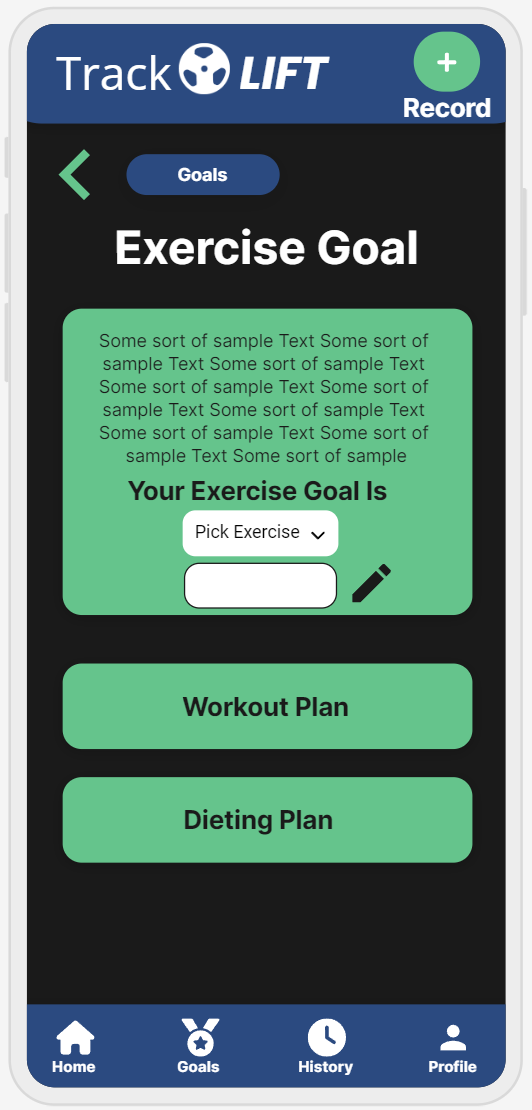 Track LIFT
Record
Goals
Exercise Goal
Some sort of sample Text Some sort of
sample Text Some sort of sample Text
Some sort of sample Text Some sort of
sample Text Some sort of sample Text
Some sort of sample Text Some sort of
sample Text Some sort of sample
Your Exercise Goal Is
Pick Exercise
Workout Plan
Dieting Plan
Home Goals History Profile